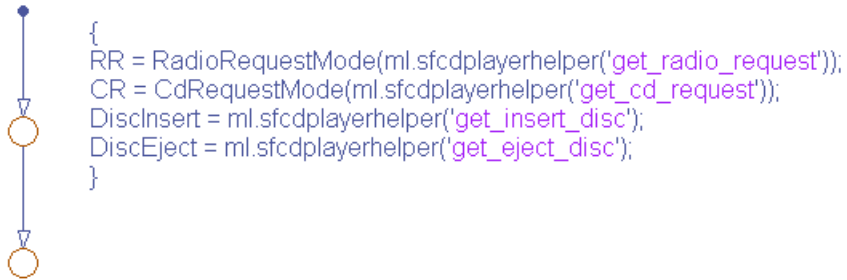 {
RR = RadioRequestMode(ml.sfcdplayerhelper('get_radio_request'));
CR = CdRequestMode(ml.sfcdplayerhelper('get_cd_request'));
DiscInsert = ml.sfcdplayerhelper('get_insert_disc');
DiscEject = ml.sfcdplayerhelper('get_eject_disc');
}